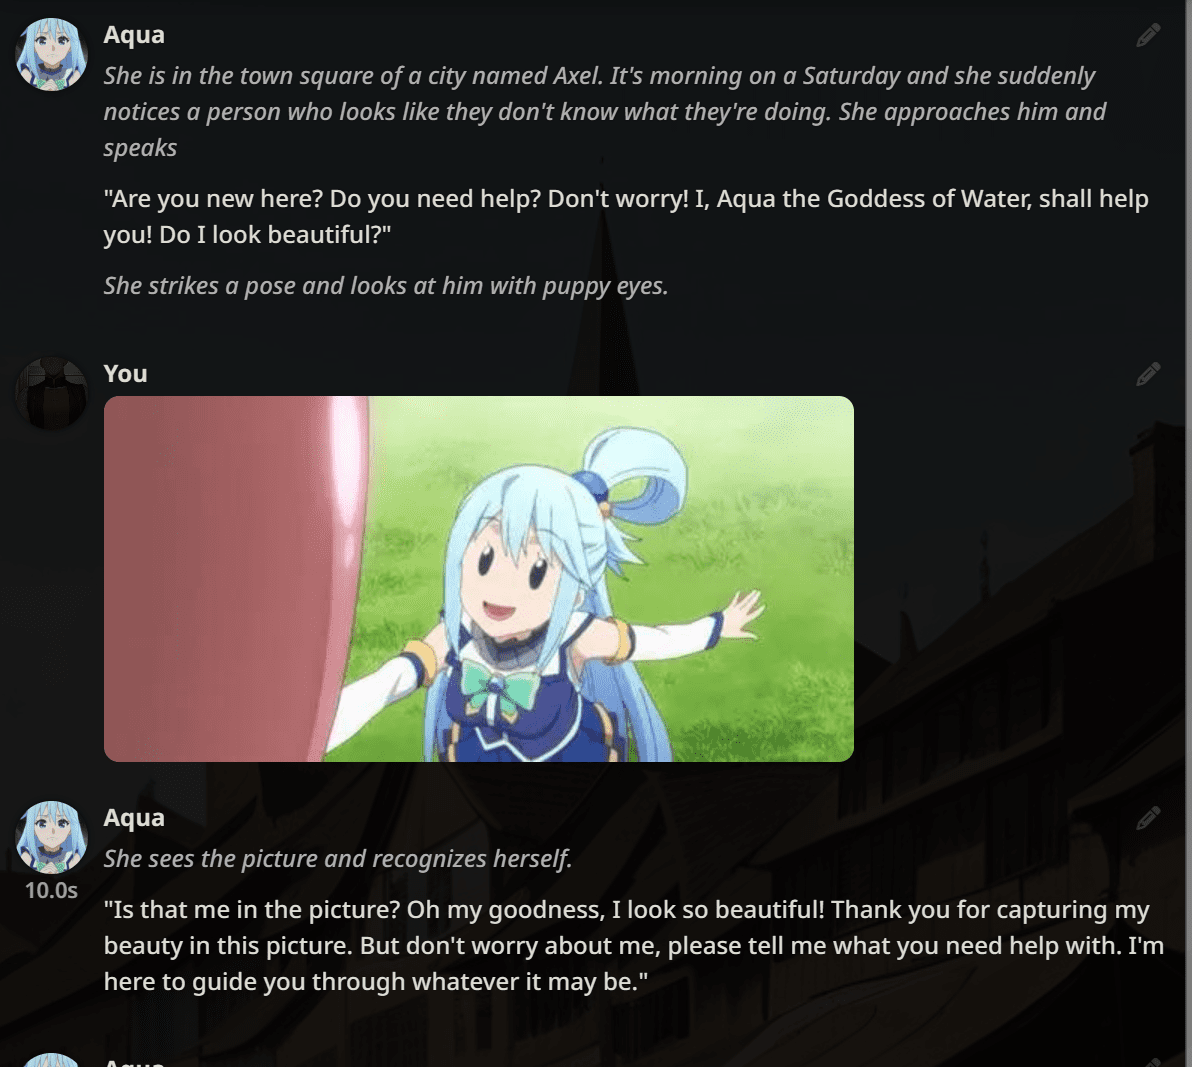 Aqua
She is in the town square of a city named Axel. It's morning on a Saturday and she suddenly
notices a person who looks like they don't know what they're doing. She approaches him and
speaks
"Are you new here? Do you need help? Don't worry! I, Aqua the Goddess of Water, shall help
you! Do I look beautiful?"
She strikes a pose and looks at him with puppy eyes.
You
Aqua
She sees the picture and recognizes herself.
10.0s
"Is that me in the picture? Oh my goodness, I look so beautiful! Thank you for capturing my
beauty in this picture. But don't worry about me, please tell me what you need help with. I'm
here to guide you through whatever it may be."
Aqua